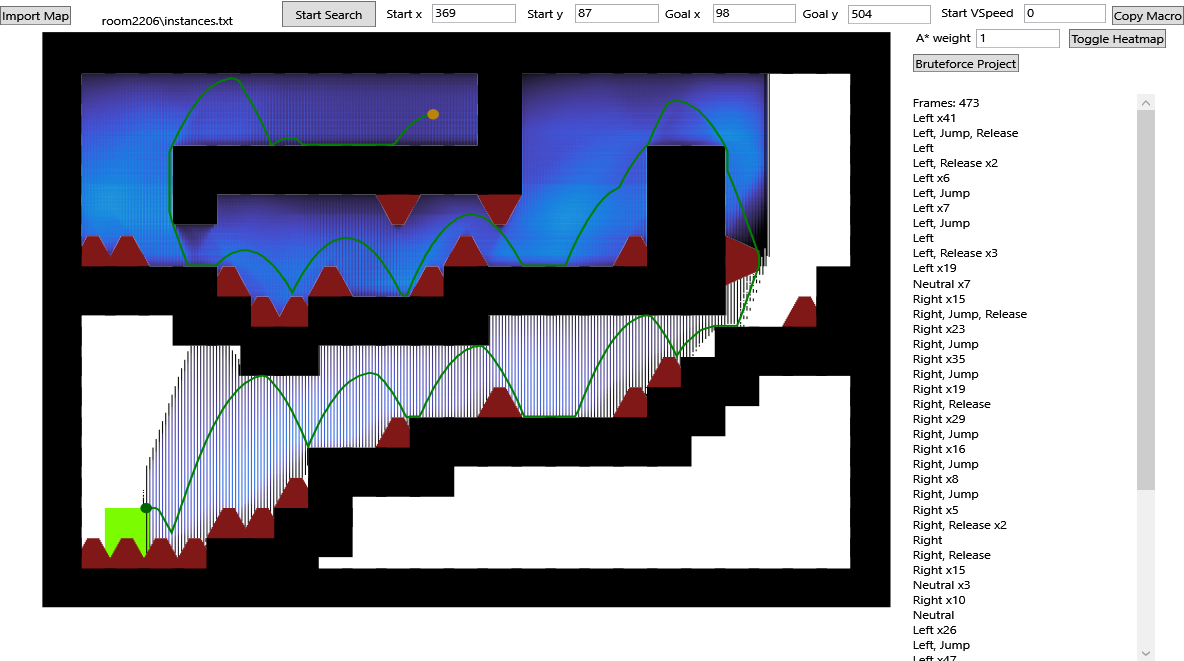 Import Map
room2206\instances.txt
Start Search
Start x 369
Start y 87
Goal x 98
Goal y 504
Start VSpeed 0
Copy Macro
A* weight 1
Toggle Heatmap
Bruteforce Project
Frames: 473
Left x41
Left, Jump, Release
Left
Left, Release x2
Left x6
Left, Jump
Left x7
Left, Jump
Left
Left, Release x3
Left x19
Neutral x7
Right x15
Right, Jump, Release
Right x23
Right, Jump
Right x35
Right, Jump
Right x19
Right, Release
Right x29
Right, Jump
Right x16
Right, Jump
Right x8
Right, Jump
Right x5
Right, Release x2
Right
Right, Release
Right x15
Neutral x3
Right x10
Neutral
Left x26
Left, Jump
Left x47